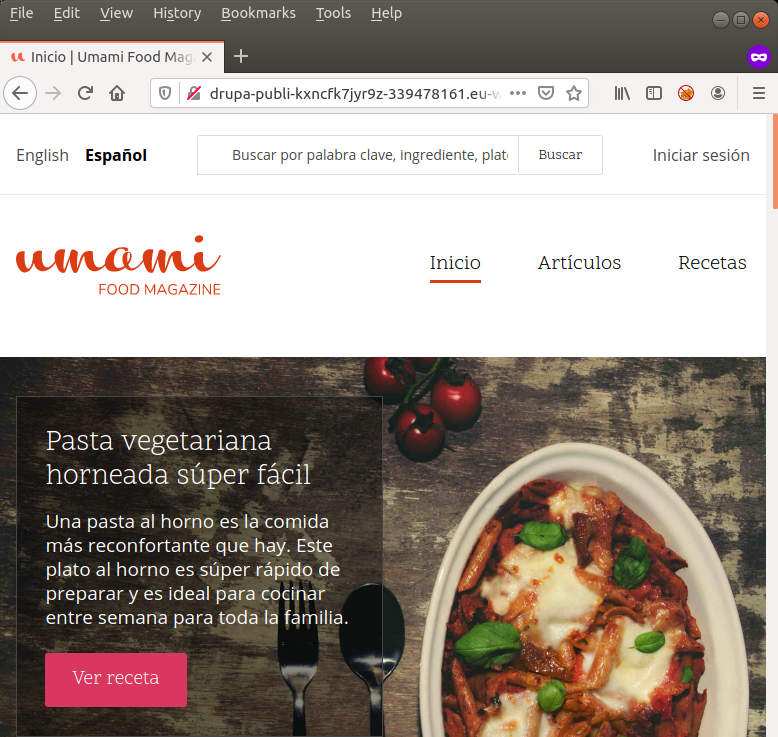 File Edit View History Bookmarks Tools Help
Inicio | Umami Food Mag
drupa-publi-kxncfk7jyr9z-339478161.eu-w
English Español Buscar por palabra clave, ingrediente, plat Buscar Iniciar sesión
umami
FOOD MAGAZINE
Inicio Artículos Recetas
Pasta vegetariana
horneada súper fácil
Una pasta al horno es la comida
más reconfortante que hay. Este
plato al horno es súper rápido de
preparar y es ideal para cocinar
entre semana para toda la familia.
Ver receta